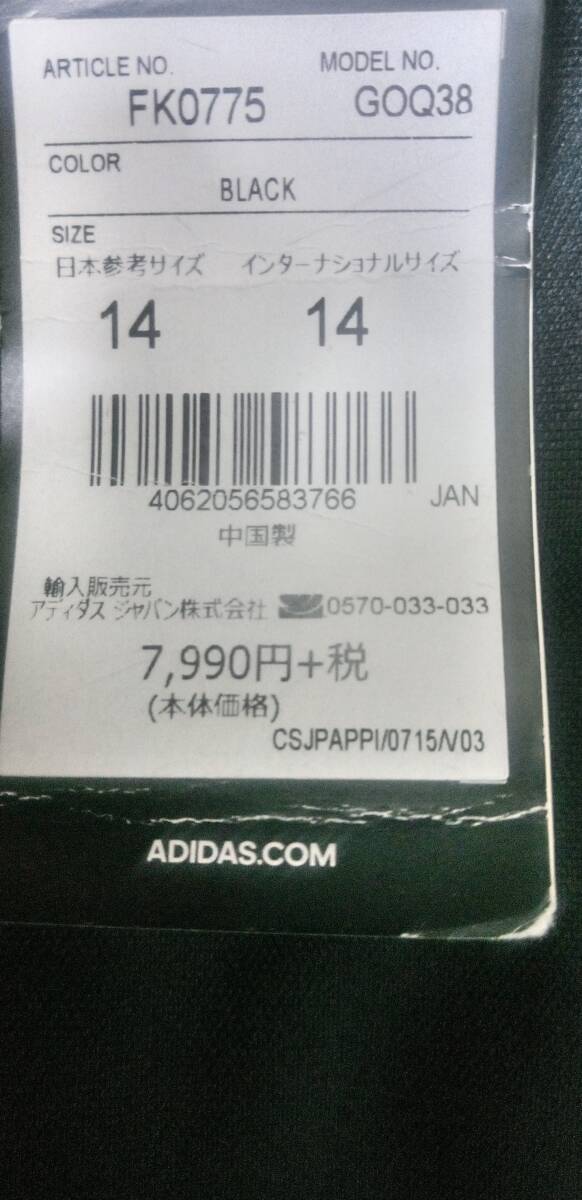 ARTICLE NO. MODEL NO.
FK0775 GOQ38
COLOR
BLACK
SIZE
日本参考サイズ インターナショナルサイズ
14 14
4062056583766 JAN
中国製
輸入販売元
アディダス ジャパン株式会社 0570-033-033
7,990円+税
(本体価格)
CSJPAPPI/0715/V03
ADIDAS.COM